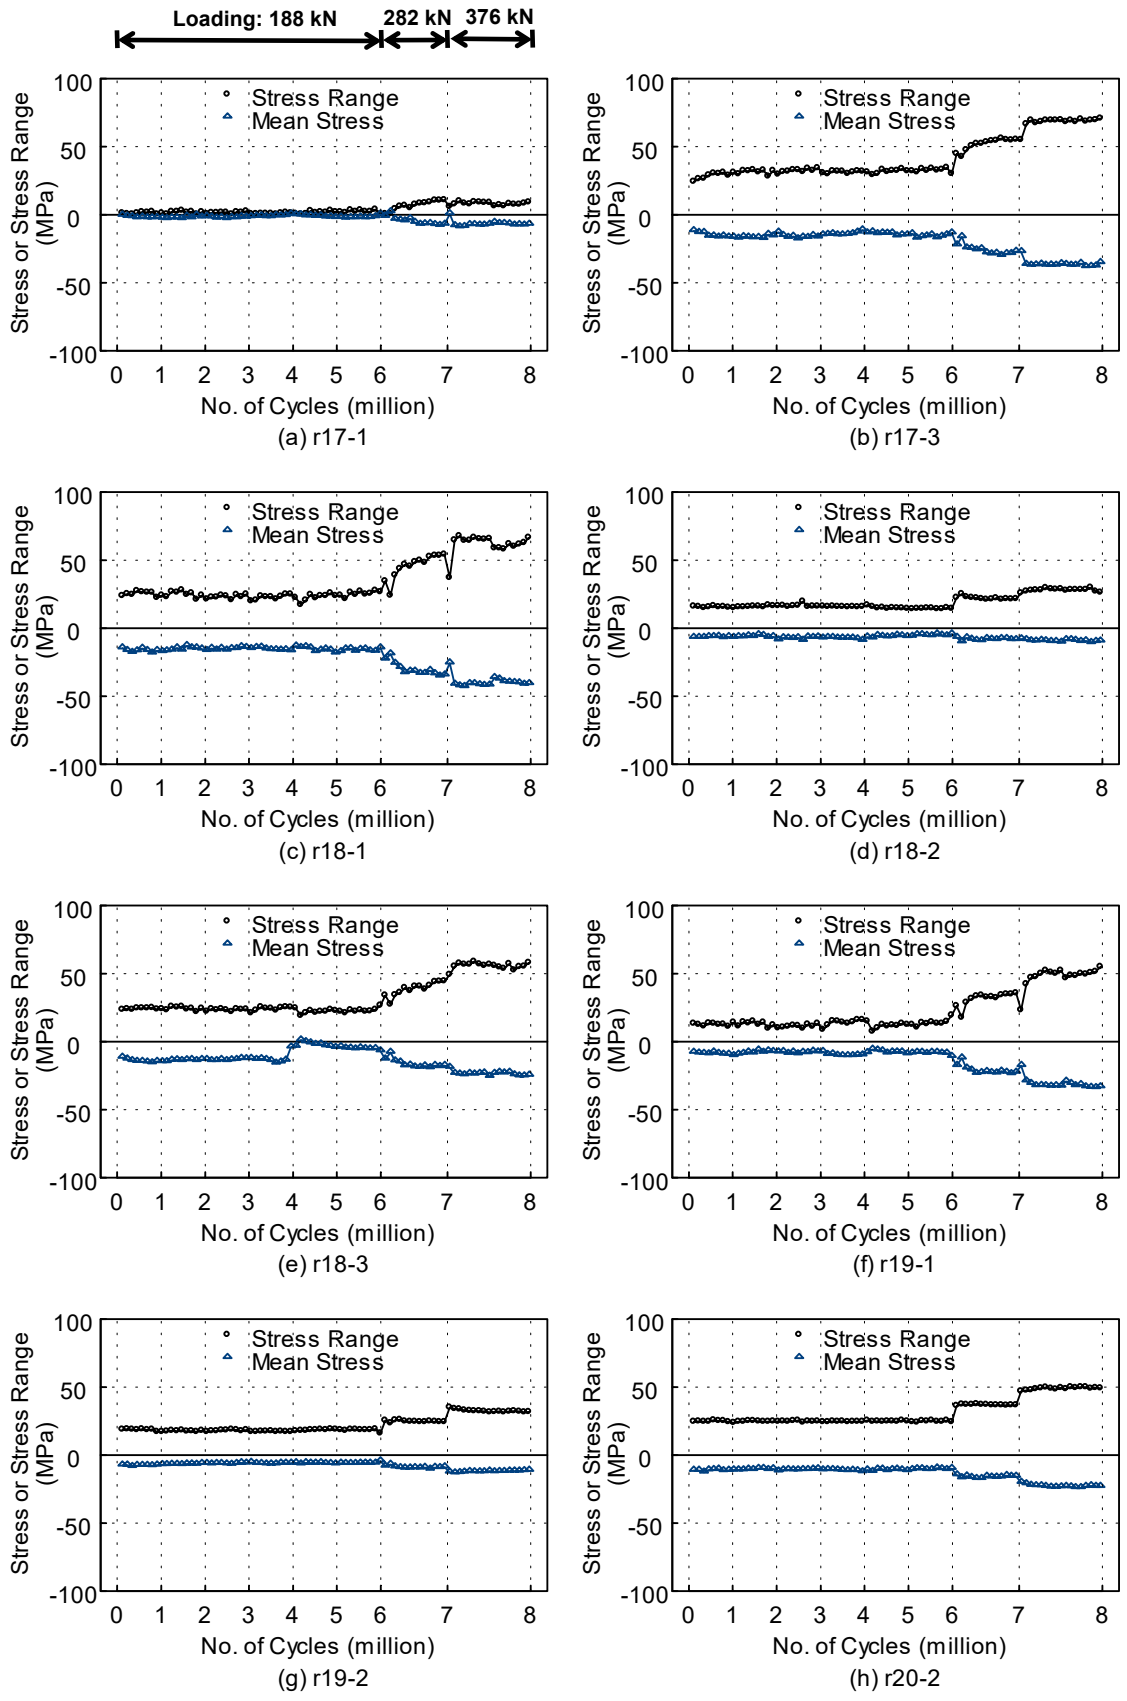 Loading: 188 kN 282 kN 376 kN
100
50
0
-50
-100
Stress or Stress Range
(MPa)
Stress Range
Mean Stress
0 1 2 3 4 5 6 7 8
No. of Cycles (million)
(a) r17-1
100
50
0
-50
-100
Stress or Stress Range
(MPa)
Stress Range
Mean Stress
0 1 2 3 4 5 6 7 8
No. of Cycles (million)
(b) r17-3
100
50
0
-50
-100
Stress or Stress Range
(MPa)
Stress Range
Mean Stress
0 1 2 3 4 5 6 7 8
No. of Cycles (million)
(c) r18-1
100
50
0
-50
-100
Stress or Stress Range
(MPa)
Stress Range
Mean Stress
0 1 2 3 4 5 6 7 8
No. of Cycles (million)
(d) r18-2
100
50
0
-50
-100
Stress or Stress Range
(MPa)
Stress Range
Mean Stress
0 1 2 3 4 5 6 7 8
No. of Cycles (million)
(e) r18-3
100
50
0
-50
-100
Stress or Stress Range
(MPa)
Stress Range
Mean Stress
0 1 2 3 4 5 6 7 8
No. of Cycles (million)
(f) r19-1
100
50
0
-50
-100
Stress or Stress Range
(MPa)
Stress Range
Mean Stress
0 1 2 3 4 5 6 7 8
No. of Cycles (million)
(g) r19-2
100
50
0
-50
-100
Stress or Stress Range
(MPa)
Stress Range
Mean Stress
0 1 2 3 4 5 6 7 8
No. of Cycles (million)
(h) r20-2